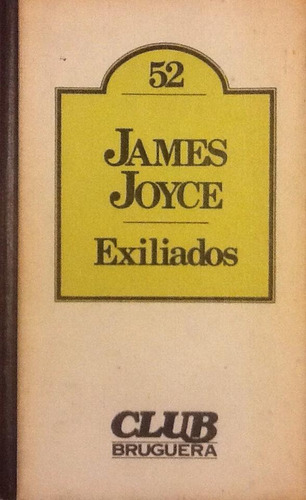 52
JAMES
JOYCE
Exiliados
CLUB
BRUGUERA